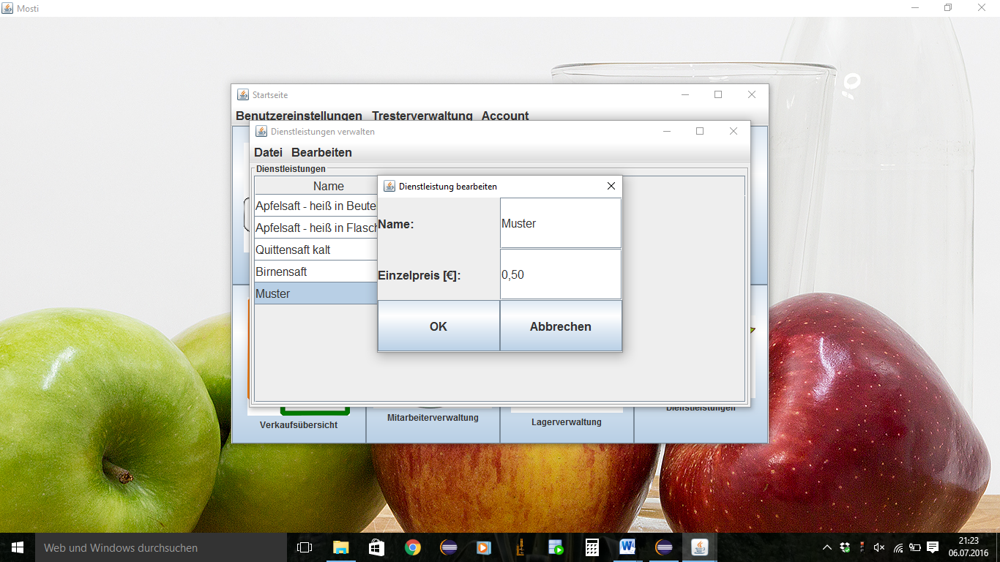 Mosti
Startseite
Benutzereinstellungen Tresterverwaltung Account
Dienstleistungen verwalten
Datei Bearbeiten
Dienstleistungen
Name
Apfelsaft - heiß in Beute
Apfelsaft - heiß in Flasch
Quittensaft kalt
Birnensaft
Muster
Dienstleistung bearbeiten
Name: Muster
Einzelpreis [€]: 0,50
OK Abbrechen
Verkaufsübersicht
Mitarbeiterverwaltung
Lagerverwaltung
Dienstleistungen
Web und Windows durchsuchen
21:23
06.07.2016